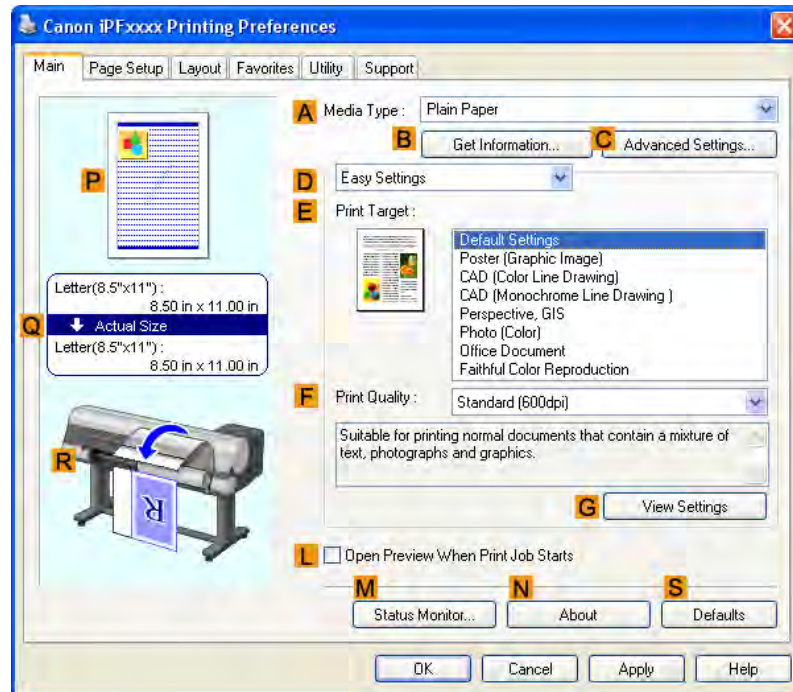 Canon iPFxxxx Printing Preferences
Main Page Setup Layout Favorites Utility Support
A Media Type : Plain Paper
B Get Information... C Advanced Settings...
P
D Easy Settings
E Print Target :
Default Settings
Poster (Graphic Image)
CAD (Color Line Drawing)
CAD (Monochrome Line Drawing )
Perspective, GIS
Photo (Color)
Office Document
Faithful Color Reproduction
Letter(8.5"x11") :
8.50 in x 11.00 in
Q Actual Size
Letter(8.5"x11") :
8.50 in x 11.00 in
F Print Quality : Standard (600dpi)
Suitable for printing normal documents that contain a mixture of
text, photographs and graphics.
R
R
G View Settings
L Open Preview When Print Job Starts
M N S
Status Monitor... About Defaults
OK Cancel Apply Help